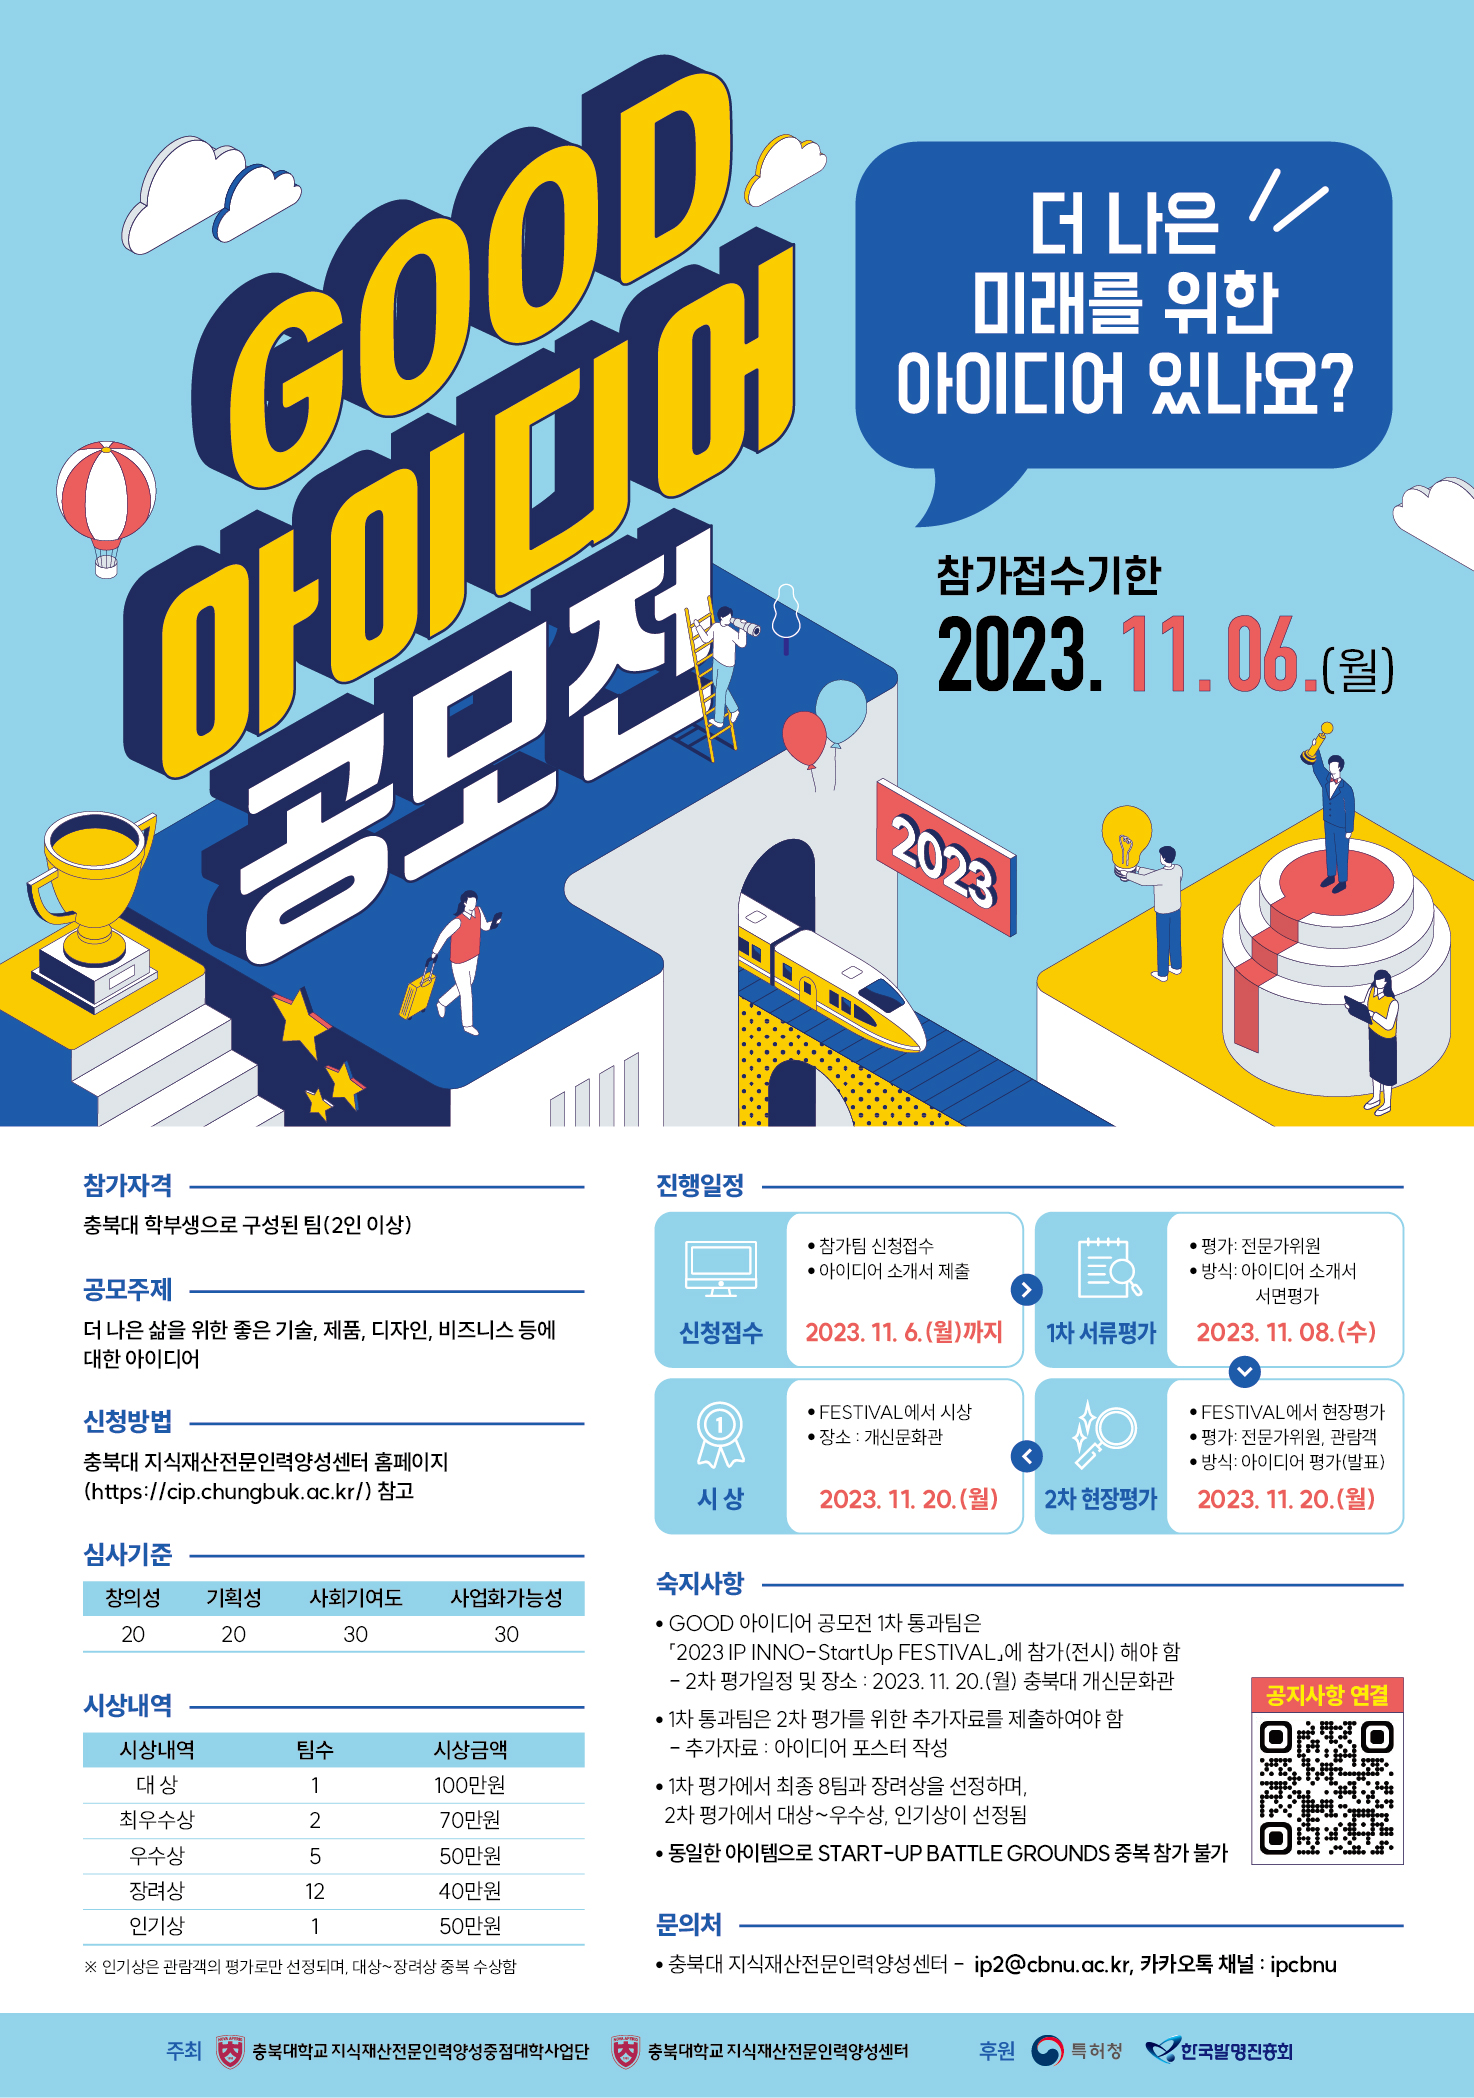 GOOD
아이디어
공모전
더 나은
미래를 위한
아이디어 있나요?
참가접수기한
2023. 11. 06.(월)
2023
참가자격
충북대 학부생으로 구성된 팀(2인 이상)
공모주제
더 나은 삶을 위한 좋은 기술, 제품, 디자인, 비즈니스 등에
대한 아이디어
신청방법
충북대 지식재산전문인력양성센터 홈페이지
(https://cip.chungbuk.ac.kr/) 참고
심사기준
창의성 기획성 사회기여도 사업화가능성
20 20 30 30
시상내역
시상내역 팀수 시상금액
대 상 1 100만원
최우수상 2 70만원
우수상 5 50만원
장려상 12 40만원
인기상 1 50만원
※ 인기상은 관람객의 평가로만 선정되며, 대상~장려상 중복 수상함
진행일정
신청접수
• 참가팀 신청접수
• 아이디어 소개서 제출
2023. 11. 6.(월)까지
1차 서류평가
• 평가: 전문가위원
• 방식: 아이디어 소개서
서면평가
2023. 11. 08.(수)
2차 현장평가
• FESTIVAL에서 현장평가
• 평가: 전문가위원, 관람객
• 방식: 아이디어 평가(발표)
2023. 11. 20.(월)
1
시 상
• FESTIVAL에서 시상
• 장소 : 개신문화관
2023. 11. 20.(월)
숙지사항
• GOOD 아이디어 공모전 1차 통과팀은
「2023 IP INNO-StartUp FESTIVAL」에 참가(전시) 해야 함
- 2차 평가일정 및 장소 : 2023. 11. 20.(월) 충북대 개신문화관
• 1차 통과팀은 2차 평가를 위한 추가자료를 제출하여야 함
- 추가자료 : 아이디어 포스터 작성
• 1차 평가에서 최종 8팀과 장려상을 선정하며,
2차 평가에서 대상~우수상, 인기상이 선정됨
• 동일한 아이템으로 START-UP BATTLE GROUNDS 중복 참가 불가
공지사항 연결
문의처
• 충북대 지식재산전문인력양성센터 - ip2@cbnu.ac.kr, 카카오톡 채널 : ipcbnu
주최 충북대학교 지식재산전문인력양성중점대학사업단 충북대학교 지식재산전문인력양성센터 후원 특허청 한국발명진흥회